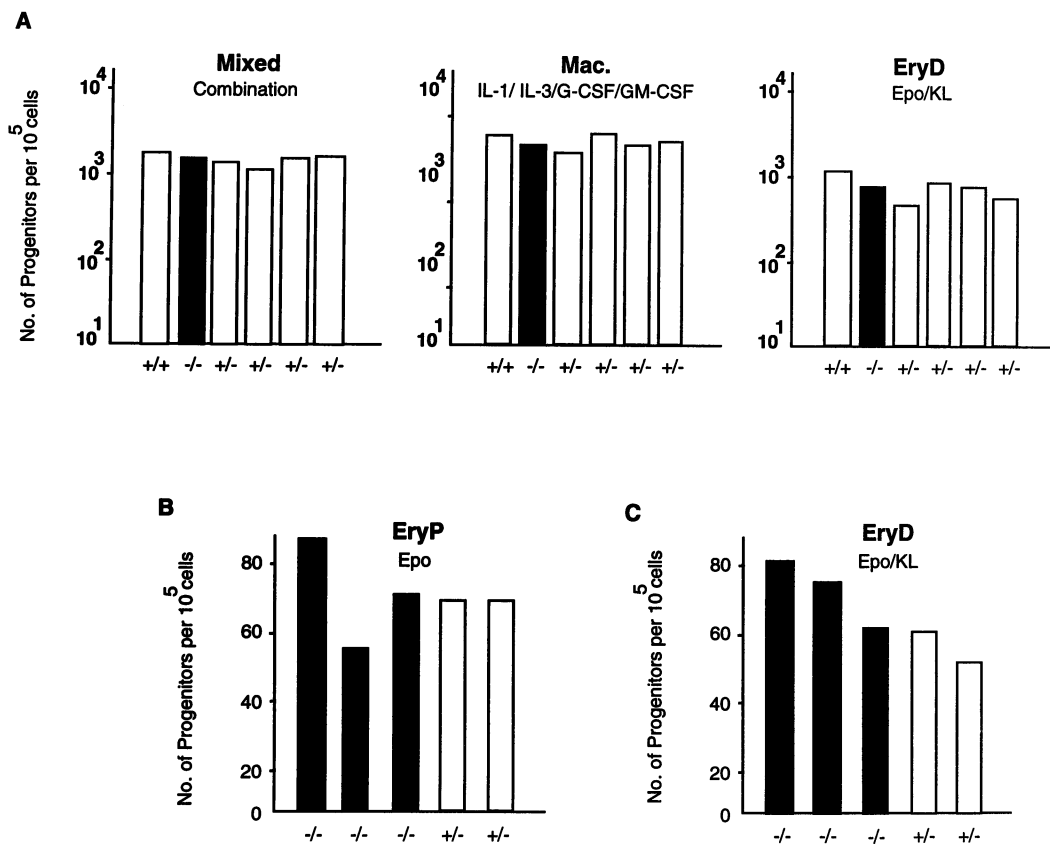 A
Mixed
Combination
No. of Progenitors per 10^5 cells
10^4
10^3
10^2
10^1
+/+ -/- +/- +/- +/- +/-
Mac.
IL-1/ IL-3/G-CSF/GM-CSF
10^4
10^3
10^2
10^1
+/+ -/- +/- +/- +/- +/-
EryD
Epo/KL
10^4
10^3
10^2
10^1
+/+ -/- +/- +/- +/- +/-
B
EryP
Epo
No. of Progenitors per 10^5 cells
80
60
40
20
0
-/- -/- -/- +/- +/-
C
EryD
Epo/KL
No. of Progenitors per 10^5 cells
80
60
40
20
0
-/- -/- -/- +/- +/-